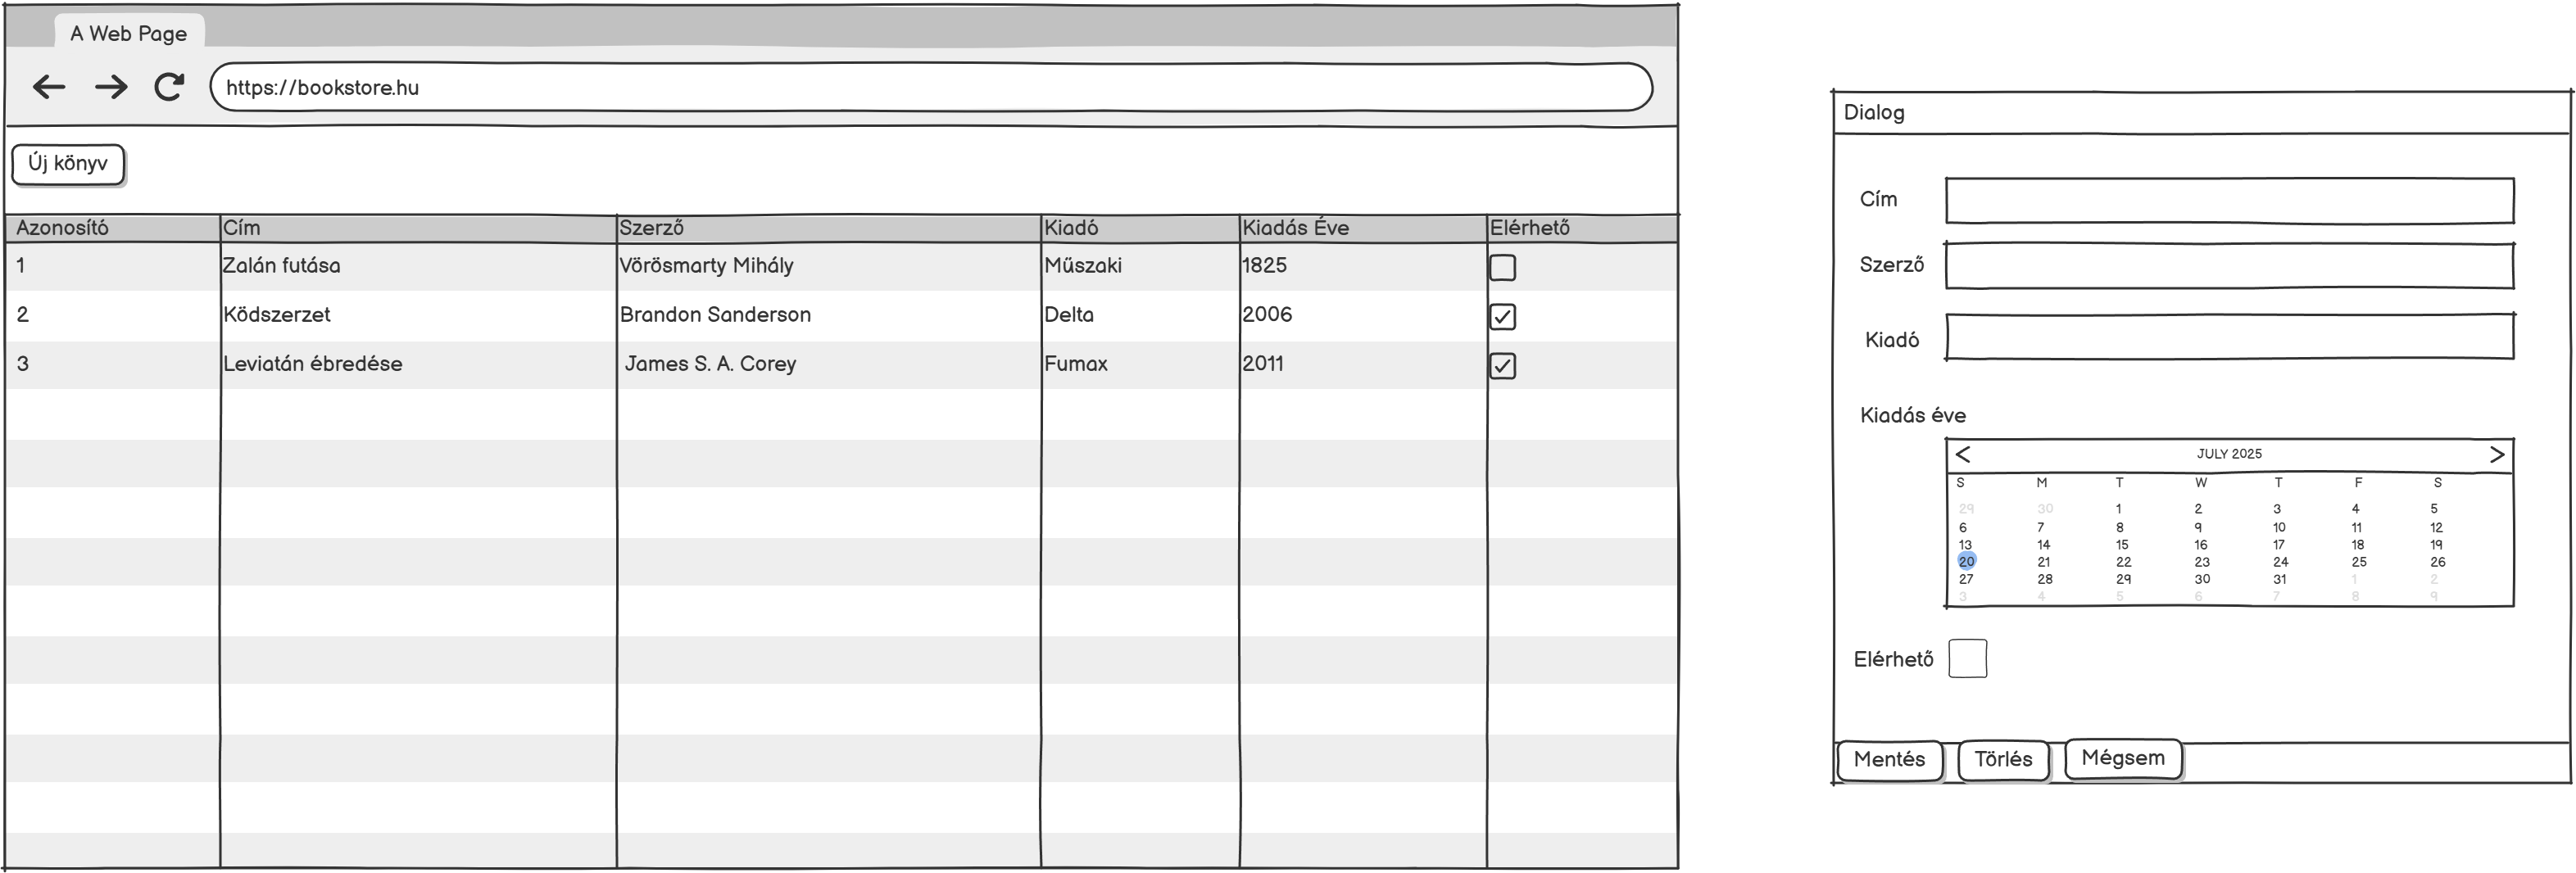 A Web Page
https://bookstore.hu
Új könyv
Azonosító Cím Szerző Kiadó Kiadás Éve Elérhető
1 Zalán futása Vörösmarty Mihály Műszaki 1825
2 Ködszerzet Brandon Sanderson Delta 2006
3 Leviatán ébredése James S. A. Corey Fumax 2011
Dialog
Cím
Szerző
Kiadó
Kiadás éve
< JULY 2025 >
S M T W T F S
29 30 1 2 3 4 5
6 7 8 9 10 11 12
13 14 15 16 17 18 19
20 21 22 23 24 25 26
27 28 29 30 31 1 2
3 4 5 6 7 8 9
Elérhető
Mentés Törlés Mégsem